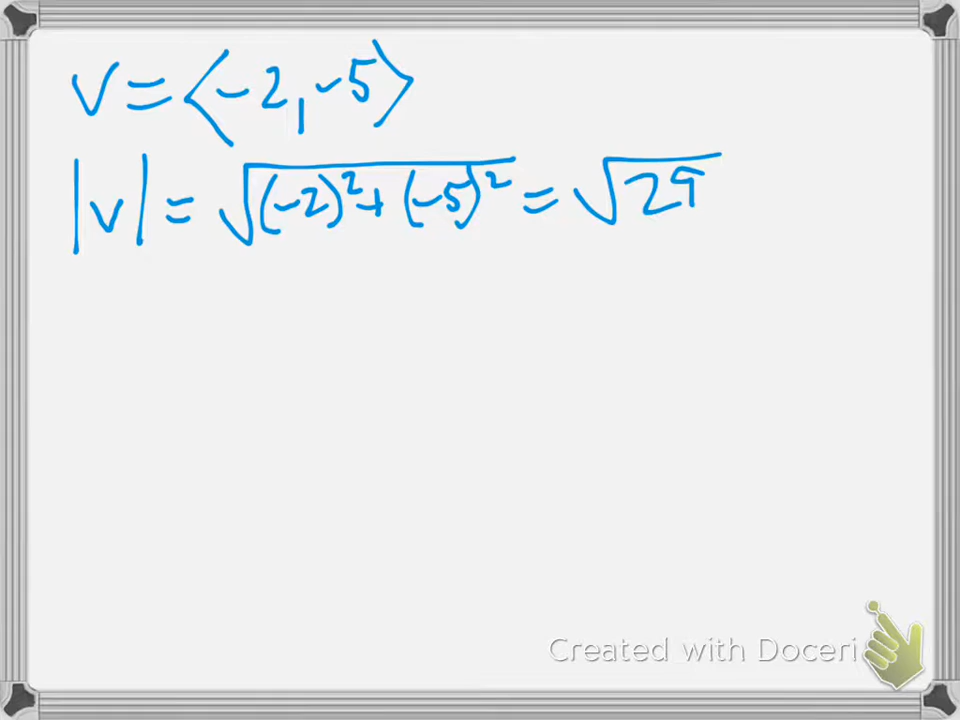 v = ⟨-2, -5⟩
|v| = √((-2)² + (-5)²) = √29
Created with Doceri